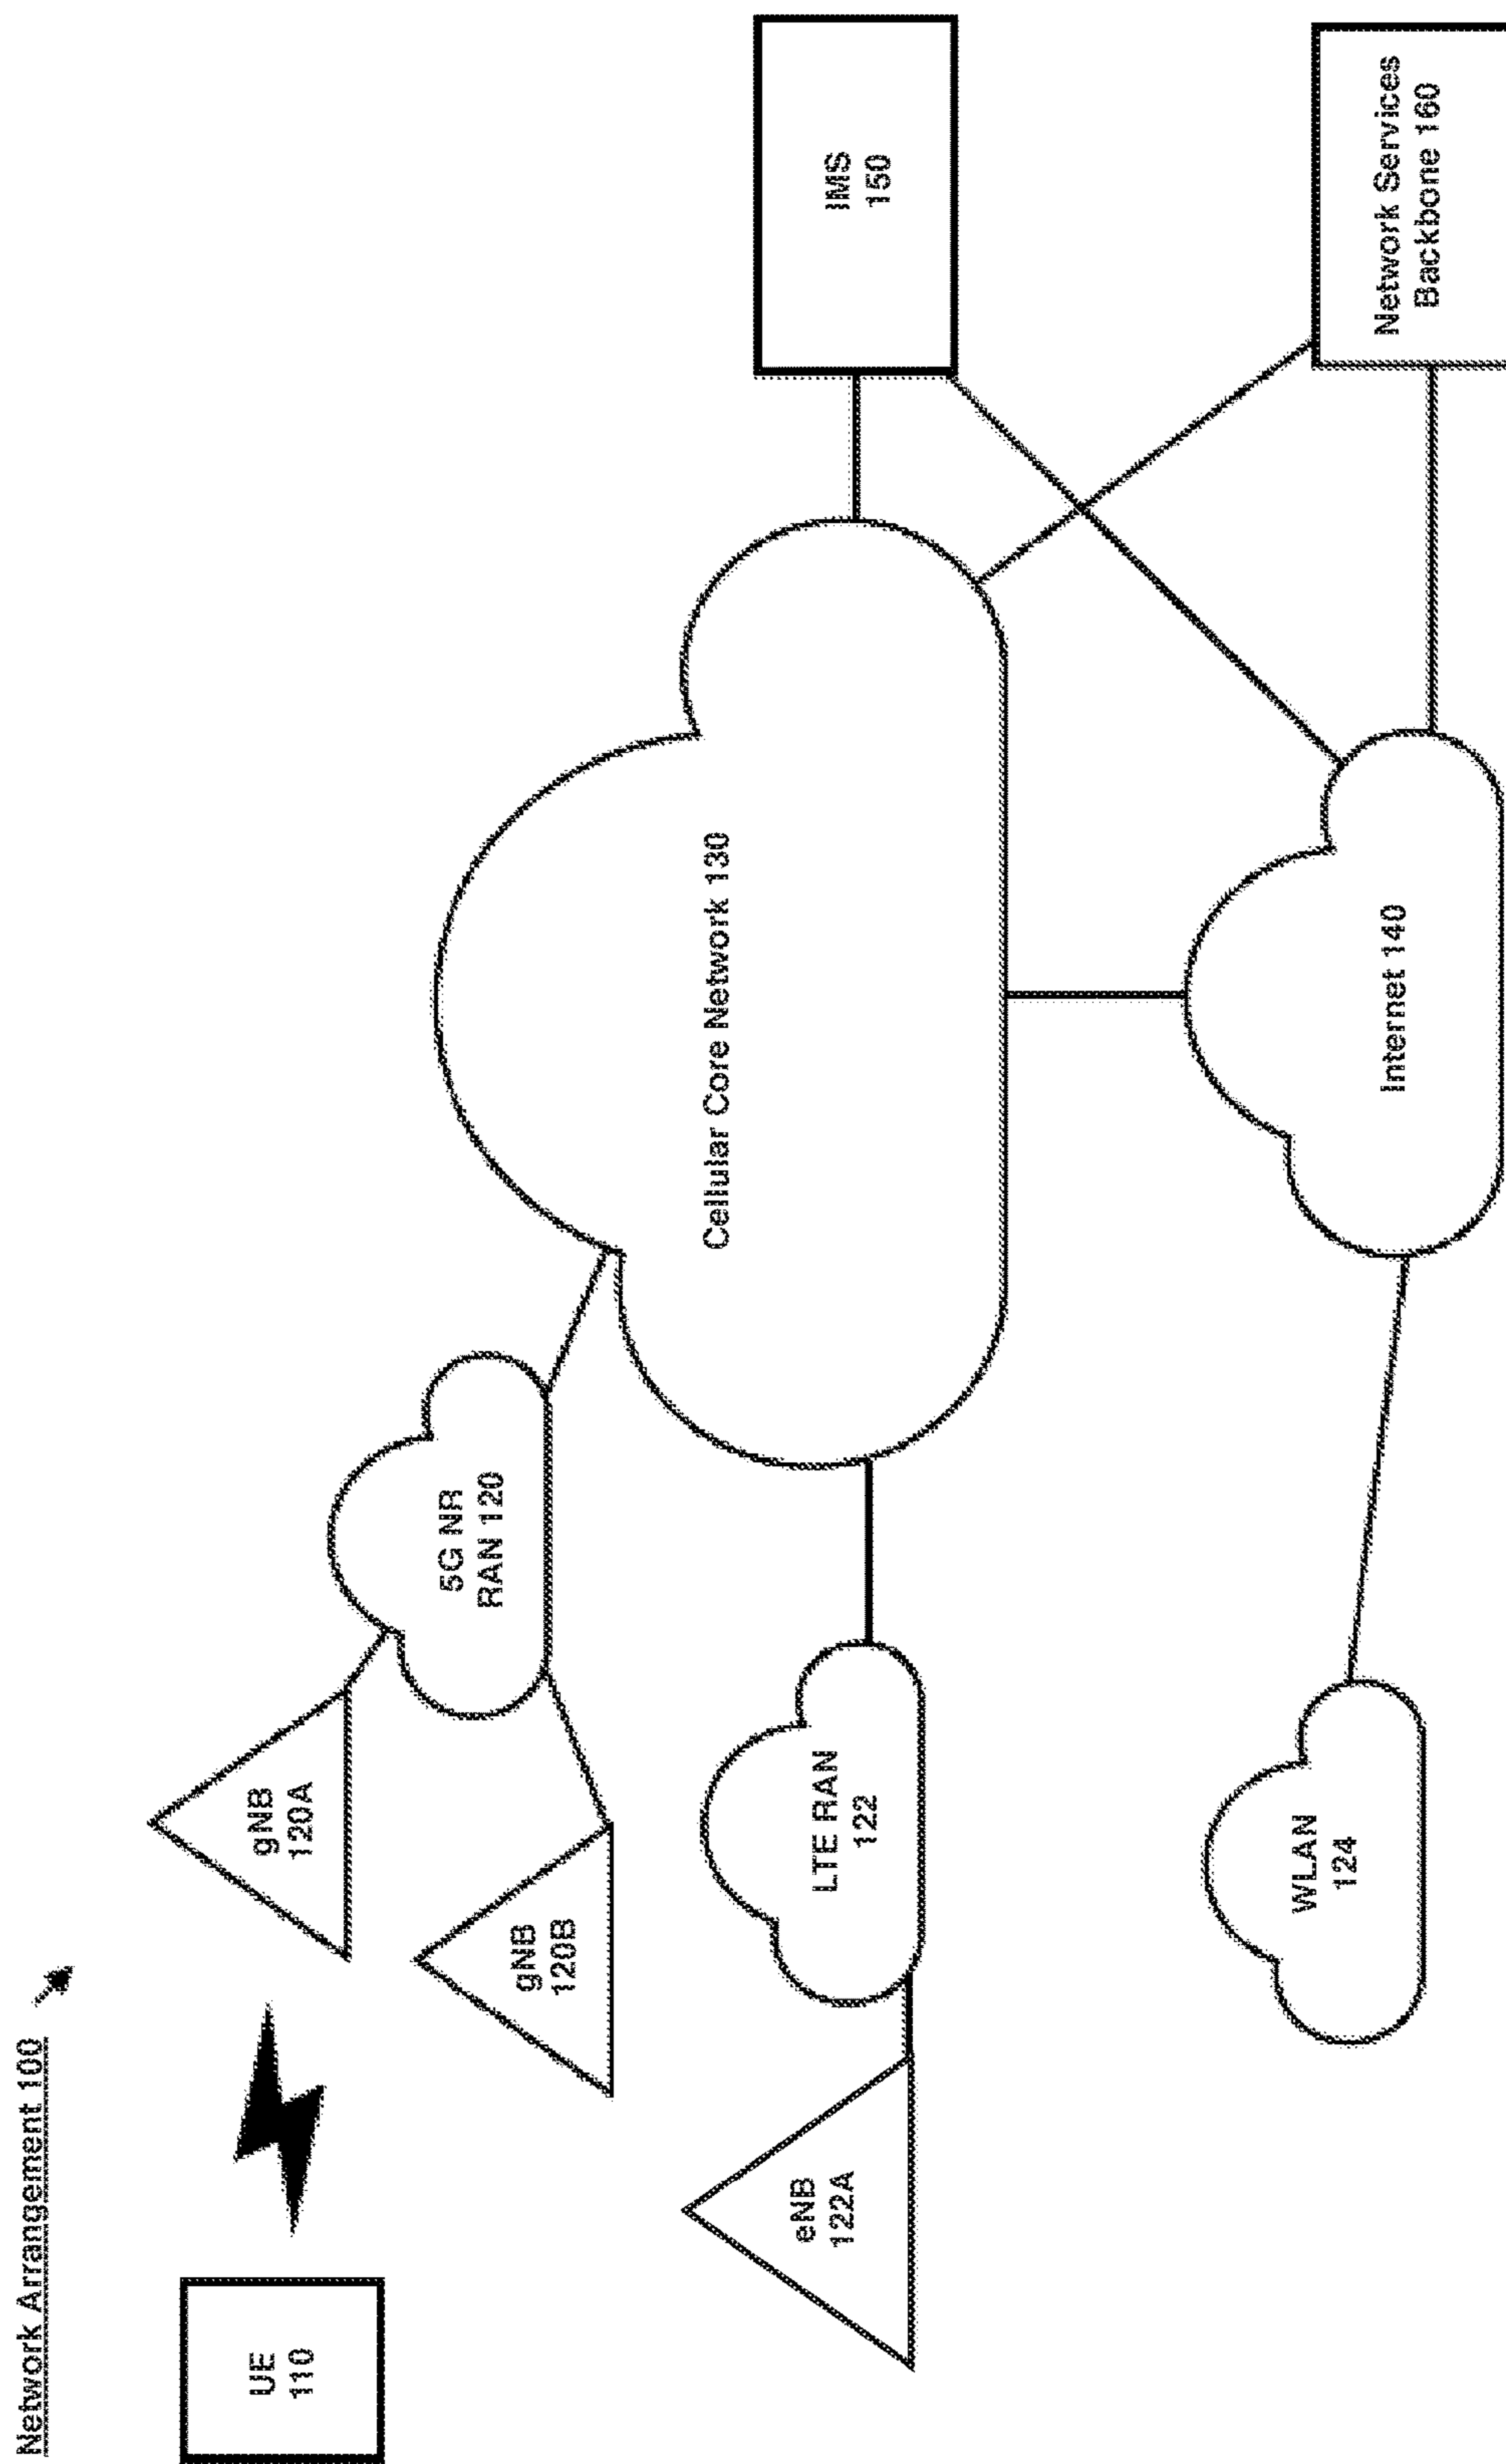 Network Arrangement 100
UE
110
gNB
120A
gNB
120B
5G NR
RAN 120
eNB
122A
LTE RAN
122
Cellular Core Network 130
IMS
150
WLAN
124
Internet 140
Network Services
Backbone 160